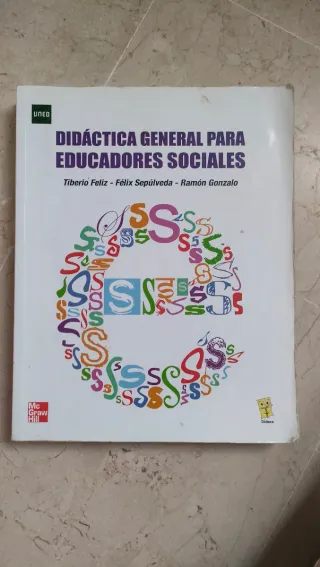 UNED
DIDÁCTICA GENERAL PARA
EDUCADORES SOCIALES
Tiberio Feliz - Félix Sepúlveda - Ramón Gonzalo
Mc
Graw
Hill